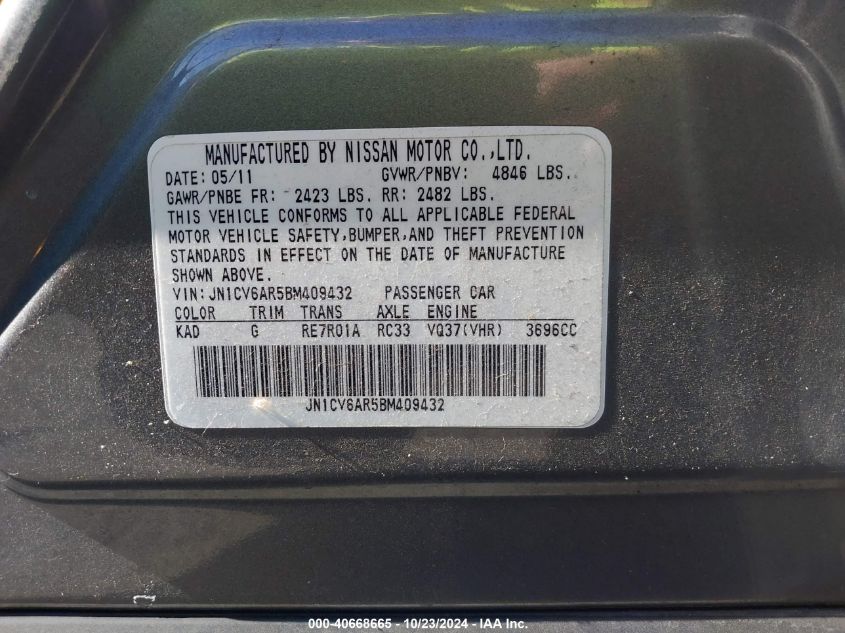 MANUFACTURED BY NISSAN MOTOR CO.,LTD.
DATE: 05/11 GVWR/PNBV: 4846 LBS.
GAWR/PNBE FR: 2423 LBS. RR: 2482 LBS.
THIS VEHICLE CONFORMS TO ALL APPLICABLE FEDERAL
MOTOR VEHICLE SAFETY,BUMPER,AND THEFT PREVENTION
STANDARDS IN EFFECT ON THE DATE OF MANUFACTURE
SHOWN ABOVE.
VIN: JN1CV6AR5BM409432 PASSENGER CAR
COLOR TRIM TRANS AXLE ENGINE
KAD G RE7R01A RC33 VQ37(VHR) 3696CC
JN1CV6AR5BM409432
000-40668665 - 10/23/2024 - IAA Inc.